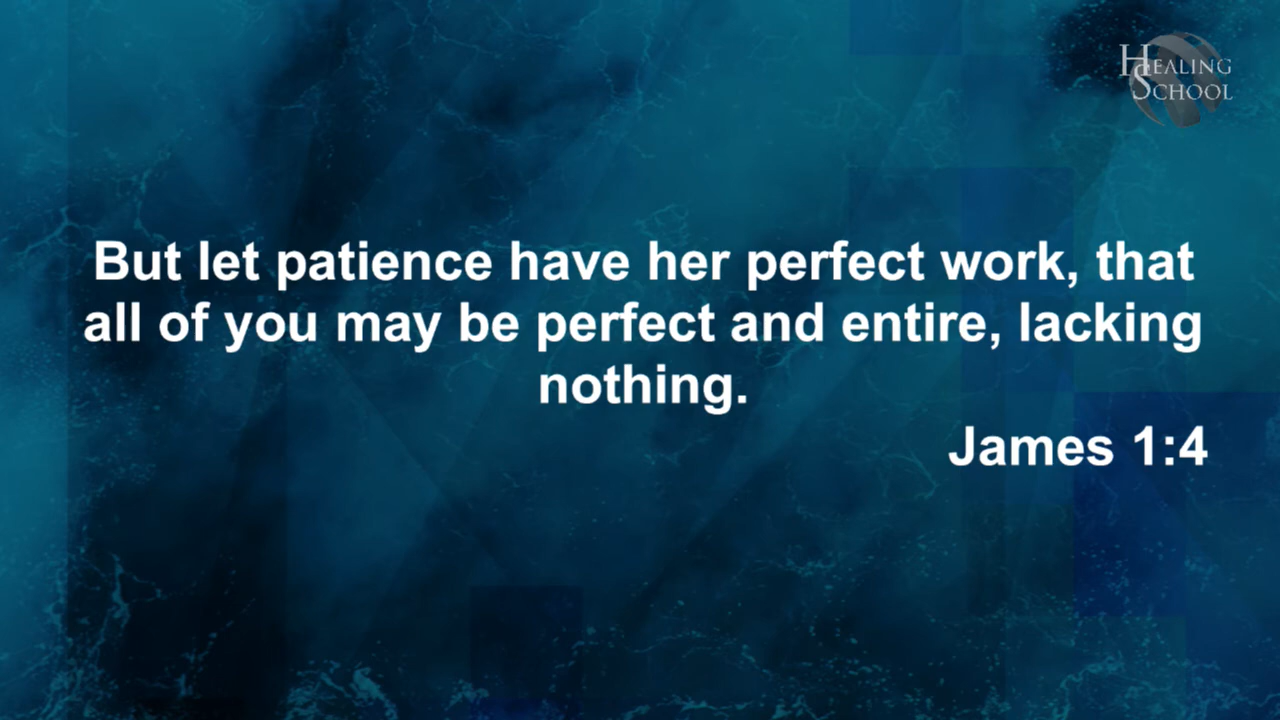 HEALING
SCHOOL
But let patience have her perfect work, that
all of you may be perfect and entire, lacking
nothing.
James 1:4